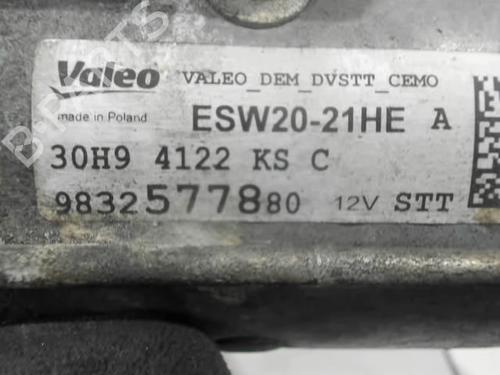 Valeo VALEO_DEM_DVSTT_CEMO
made in Poland ESW20-21HE A
30H9 4122 KS C
9832577880 12V STT